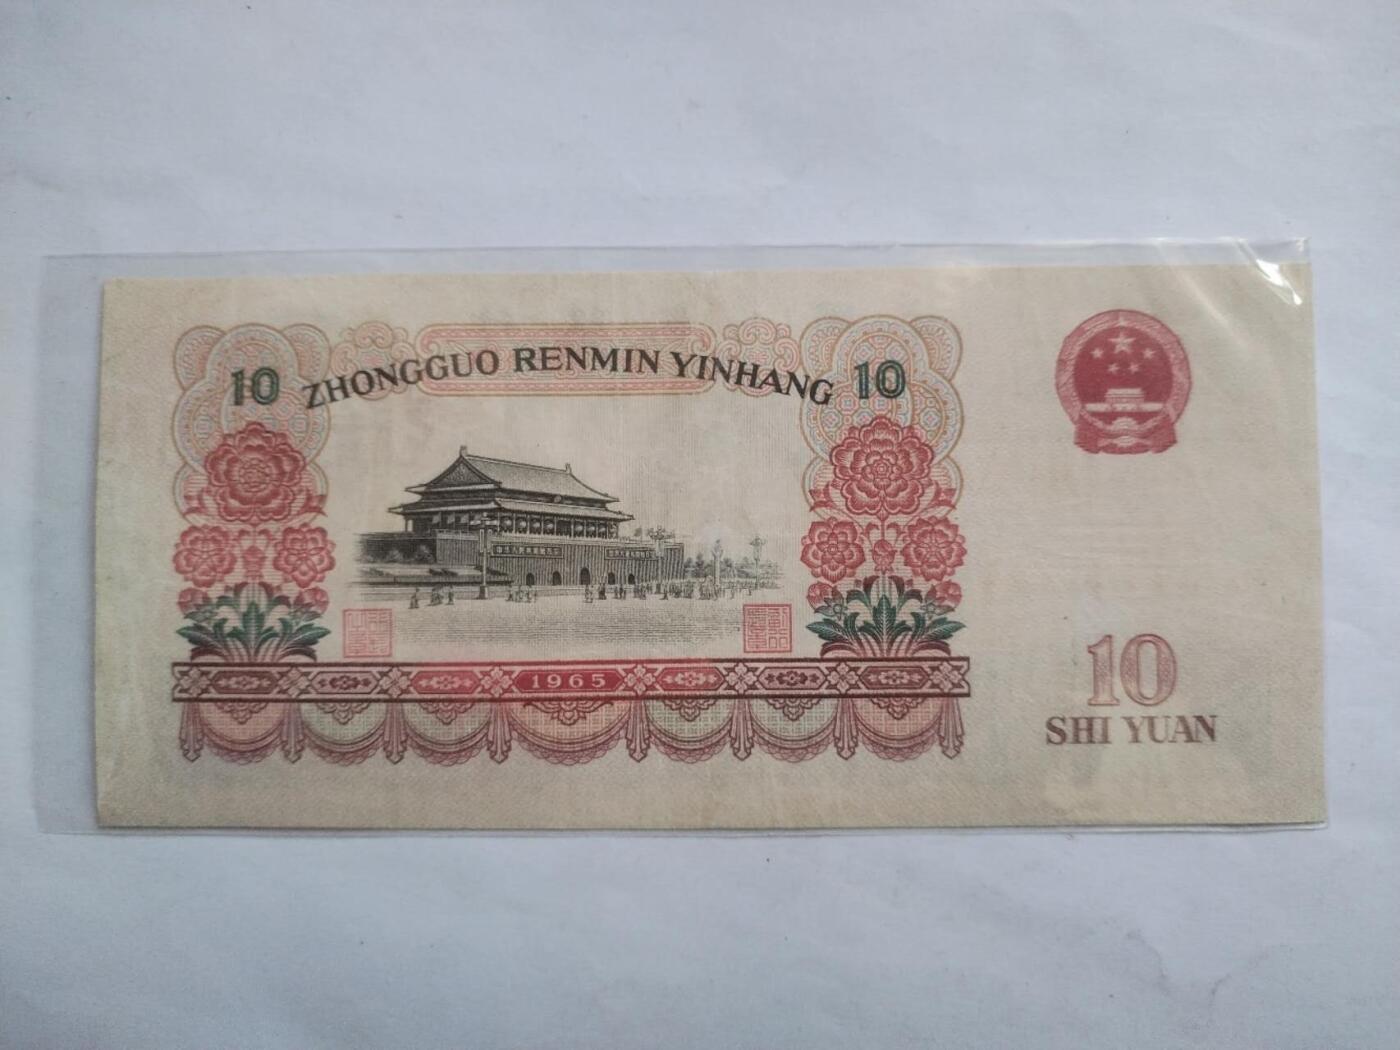 10 ZHONGGUO RENMIN YINHANG 10
1965
10
SHI YUAN